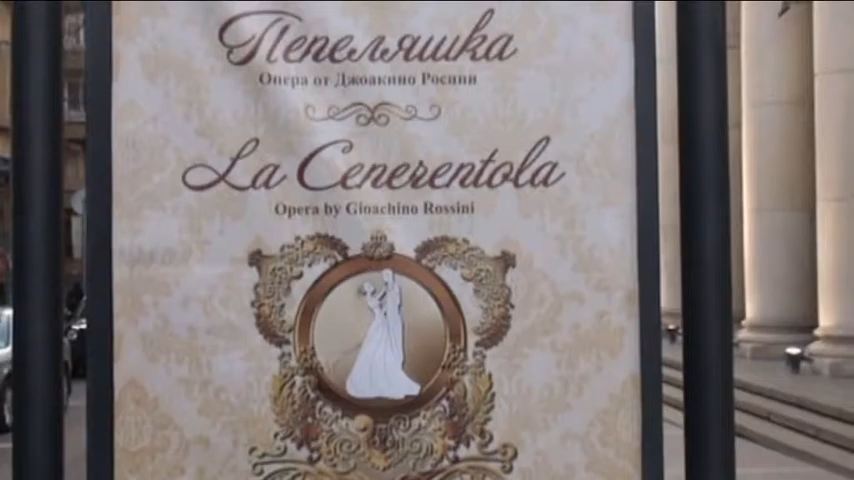 Пепеляшка
Опера от Джоакино Росини
La Cenerentola
Opera by Gioachino Rossini